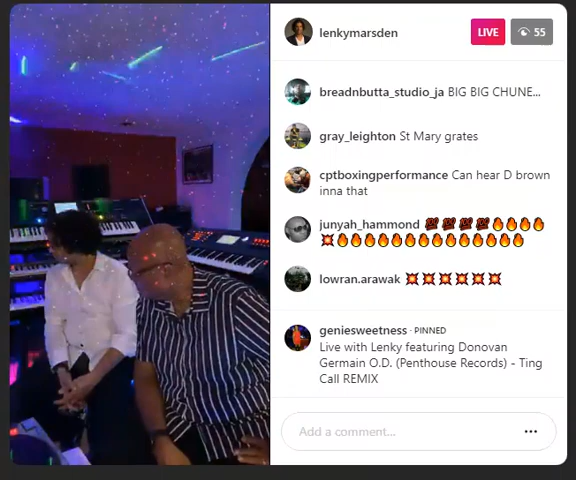 lenkymarsden
LIVE
55
breadnbutta_studio_ja BIG BIG CHUNE...
gray_leighton St Mary grates
cptboxingperformance Can hear D brown
inna that
junyah_hammond 💯💯💯💯🔥🔥🔥🔥
💥🔥🔥🔥🔥🔥🔥🔥🔥🔥🔥🔥🔥🔥🔥
lowran.arawak 💥💥💥💥💥💥
geniesweetness · PINNED
Live with Lenky featuring Donovan
Germain O.D. (Penthouse Records) - Ting
Call REMIX
Add a comment...